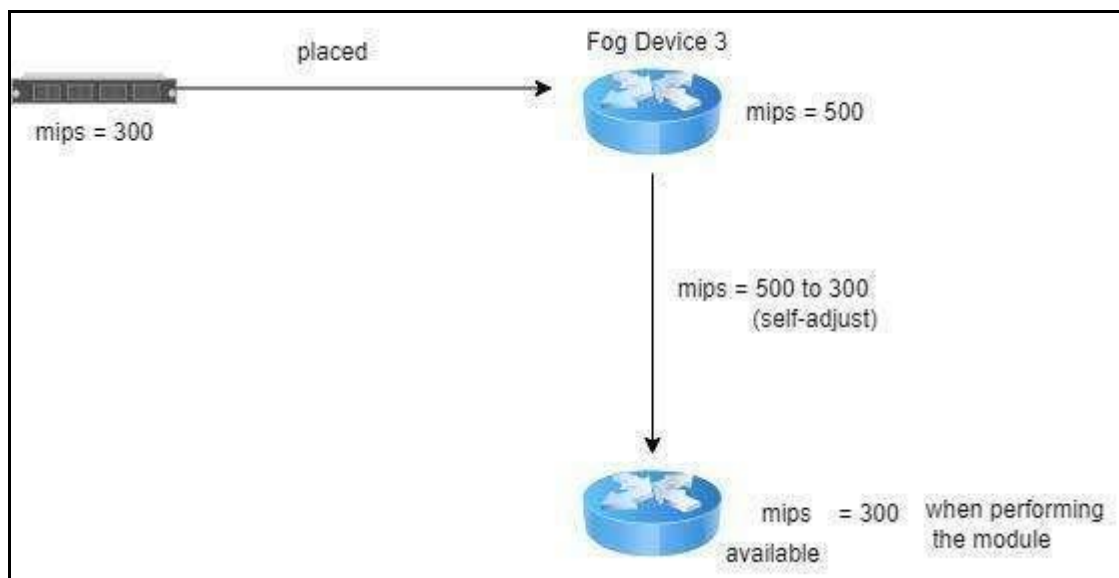 placed
Fog Device 3
mips = 300
mips = 500
mips = 500 to 300
(self-adjust)
mips = 300 when performing
available the module